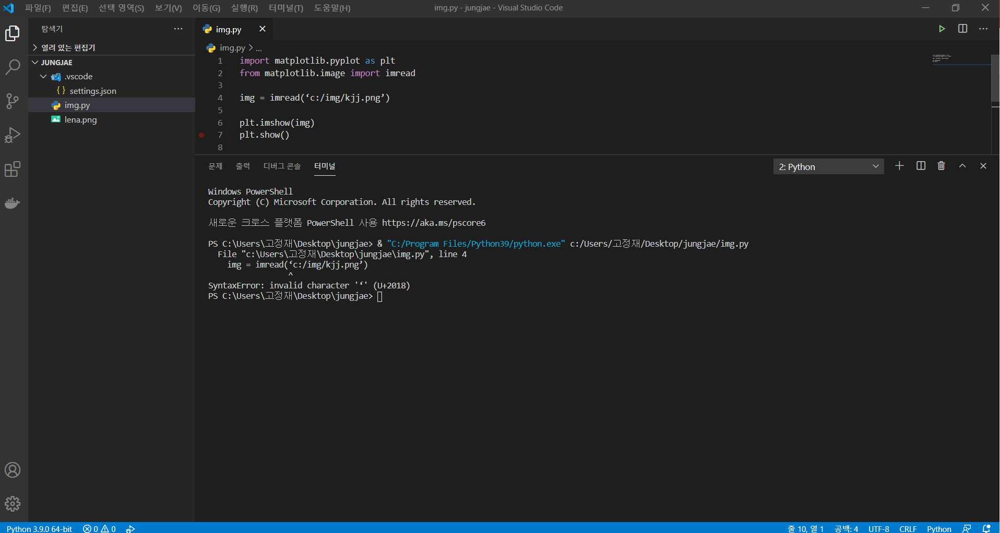 파일(F) 편집(E) 선택 영역(S) 보기(V) 이동(G) 실행(R) 터미널(T) 도움말(H) img.py - jungjae - Visual Studio Code
탐색기
열려 있는 편집기
JUNGJAE
.vscode
settings.json
img.py
lena.png
img.py
img.py > ...
1 import matplotlib.pyplot as plt
2 from matplotlib.image import imread
3
4 img = imread(‘c:/img/kjj.png’)
5
6 plt.imshow(img)
7 plt.show()
8
문제 출력 디버그 콘솔 터미널 2: Python
Windows PowerShell
Copyright (C) Microsoft Corporation. All rights reserved.
새로운 크로스 플랫폼 PowerShell 사용 https://aka.ms/pscore6
PS C:\Users\고정재\Desktop\jungjae> & "C:/Program Files/Python39/python.exe" c:/Users/고정재/Desktop/jungjae/img.py
File "c:\Users\고정재\Desktop\jungjae\img.py", line 4
img = imread(‘c:/img/kjj.png’)
^
SyntaxError: invalid character '‘' (U+2018)
PS C:\Users\고정재\Desktop\jungjae>
Python 3.9.0 64-bit 0 0 줄 10, 열 1 공백: 4 UTF-8 CRLF Python